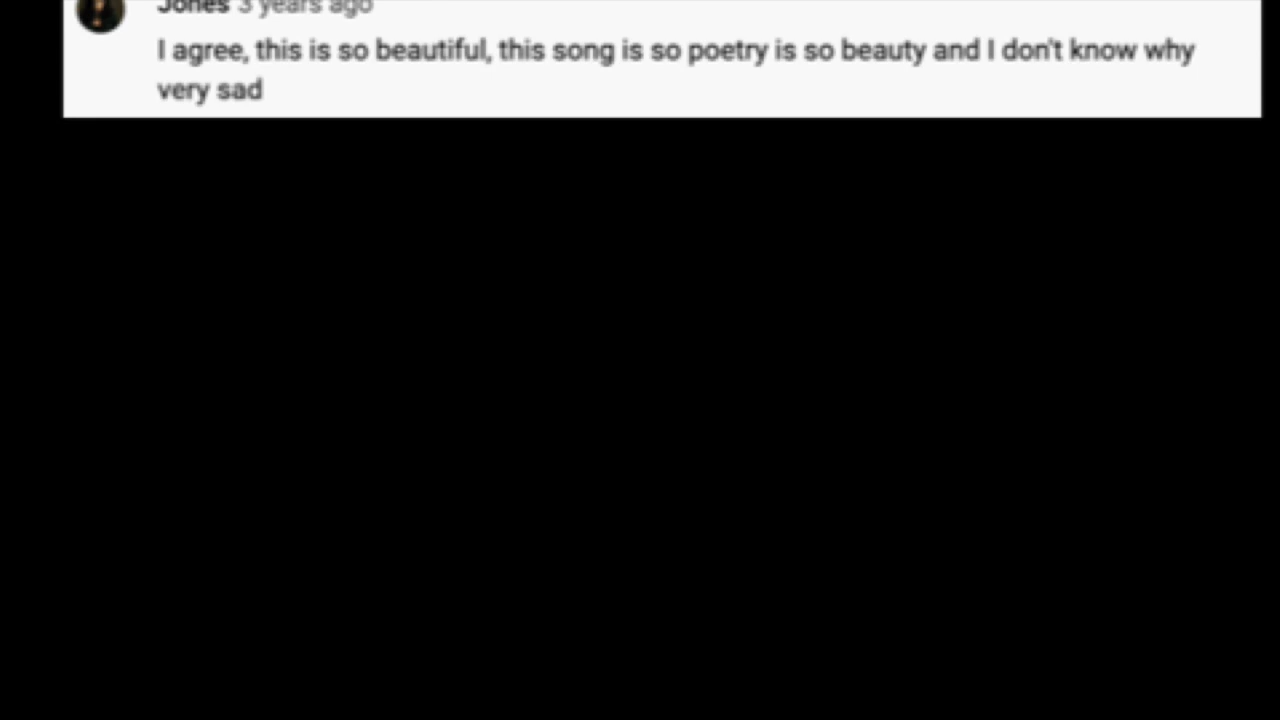 Jones 3 years ago
I agree, this is so beautiful, this song is so poetry is so beauty and I don't know why
very sad